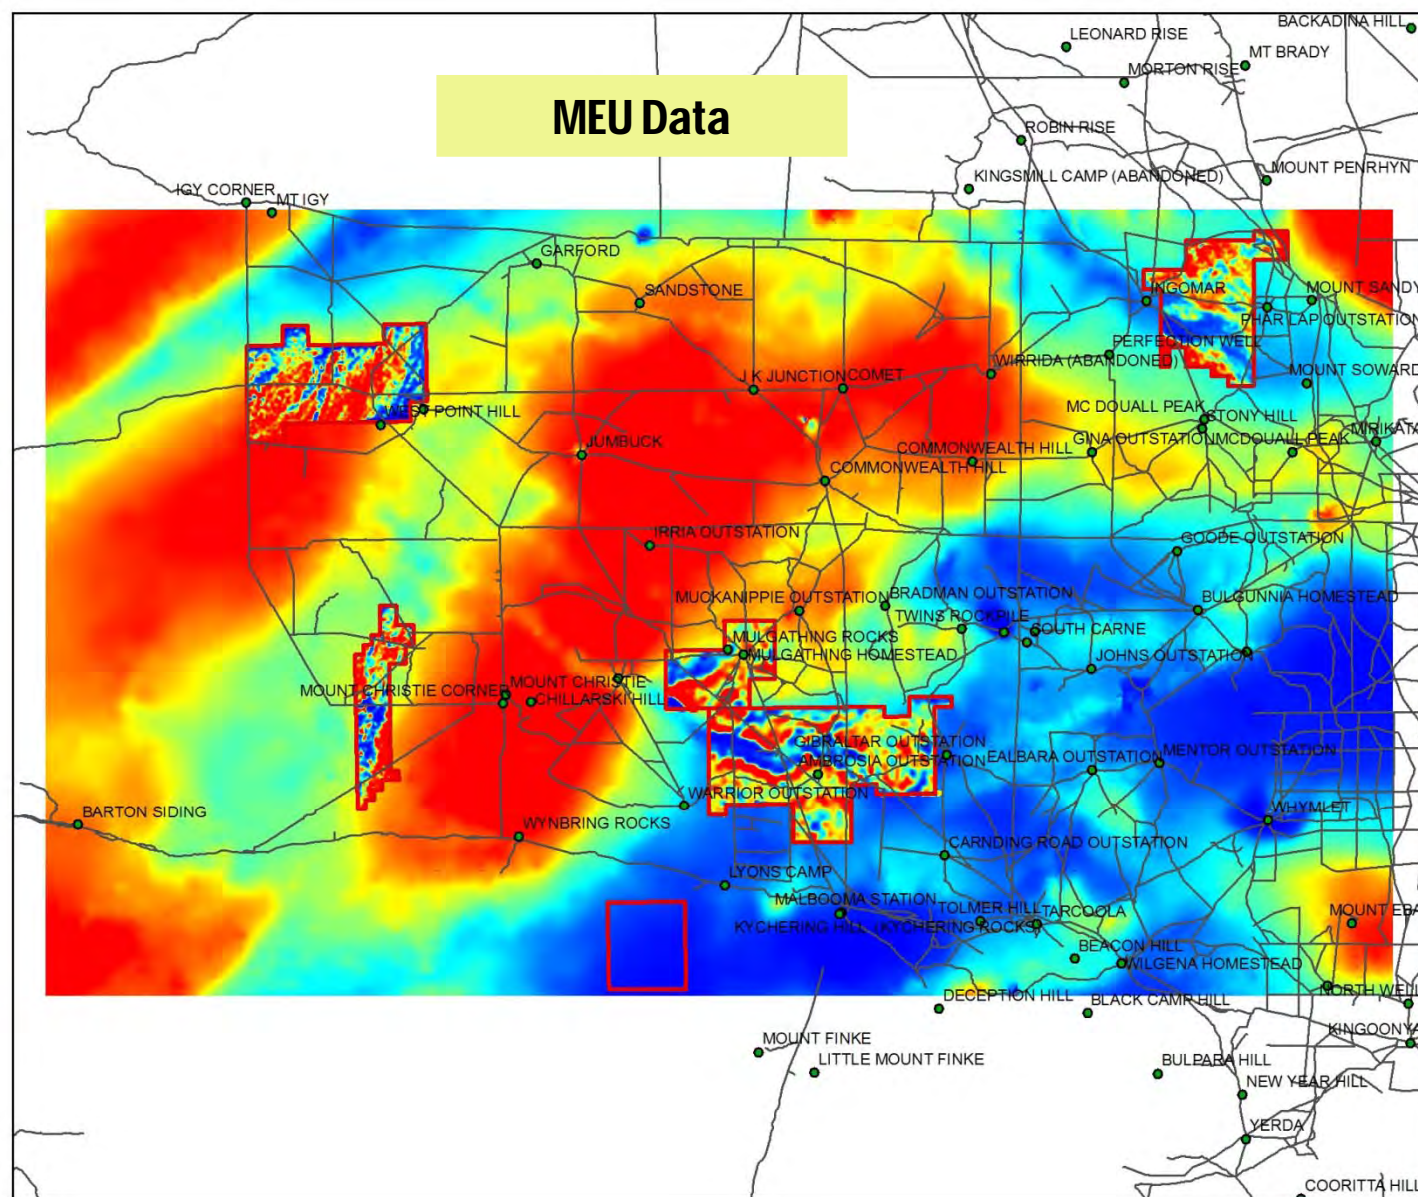 BACKADINA HILL
LEONARD RISE
MT BRADY
MORTON RISE
MEU Data
ROBIN RISE
MOUNT PENRHYN
KINGSMILL CAMP (ABANDONED)
IGY CORNER
MT IGY
GARFORD
SANDSTONE
INGOMAR
MOUNT SANDY
PHAR LAP OUTSTATION
PERFECTION WELL
WIRRIDA (ABANDONED)
J K JUNCTION
COMET
MOUNT SOWARD
WEST POINT HILL
MC DOUALL PEAK
STONY HILL
MIRIKATA
JUMBUCK
COMMONWEALTH HILL
GINA OUTSTATION
MCDOUALL PEAK
COMMONWEALTH HILL
IRRIA OUTSTATION
GOODE OUTSTATION
MUCKANIPPIE OUTSTATION
BRADMAN OUTSTATION
BULGUNNIA HOMESTEAD
TWINS ROCKPILE
SOUTH CARNE
MULGATHING ROCKS
MULGATHING HOMESTEAD
JOHNS OUTSTATION
MOUNT CHRISTIE CORNER
MOUNT CHRISTIE
CHILLARSKI HILL
GIBRALTAR OUTSTATION
AMBROSIA OUTSTATION
EALBARA OUTSTATION
MENTOR OUTSTATION
WARRIOR OUTSTATION
BARTON SIDING
WHYMLET
WYNBRING ROCKS
CARNDING ROAD OUTSTATION
LYONS CAMP
MALBOOMA STATION
TOLMER HILL
TARCOOLA
MOUNT EBA
KYCHERING HILL (KYCHERING ROCKS)
BEACON HILL
WILGENA HOMESTEAD
DECEPTION HILL
BLACK CAMP HILL
NORTH WELL
KINGOONYA
MOUNT FINKE
LITTLE MOUNT FINKE
BULPARA HILL
NEW YEAR HILL
YERDA
COORITTA HILL